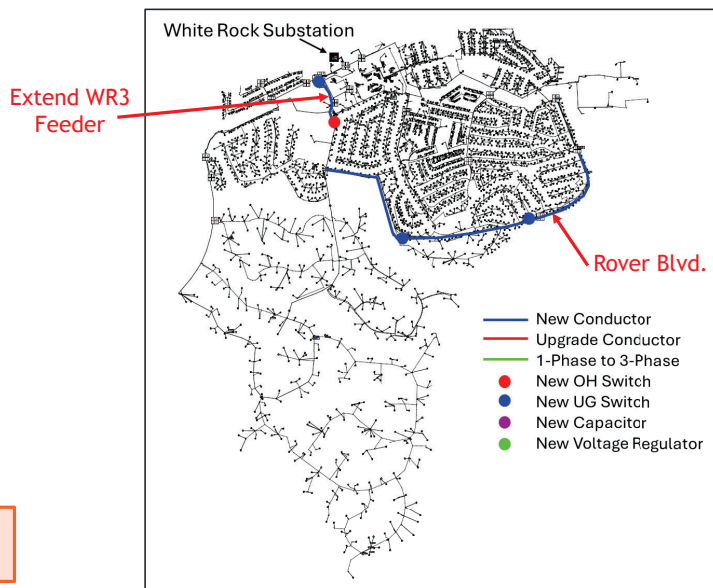 White Rock Substation
Extend WR3
Feeder
Rover Blvd.
New Conductor
Upgrade Conductor
1-Phase to 3-Phase
New OH Switch
New UG Switch
New Capacitor
New Voltage Regulator